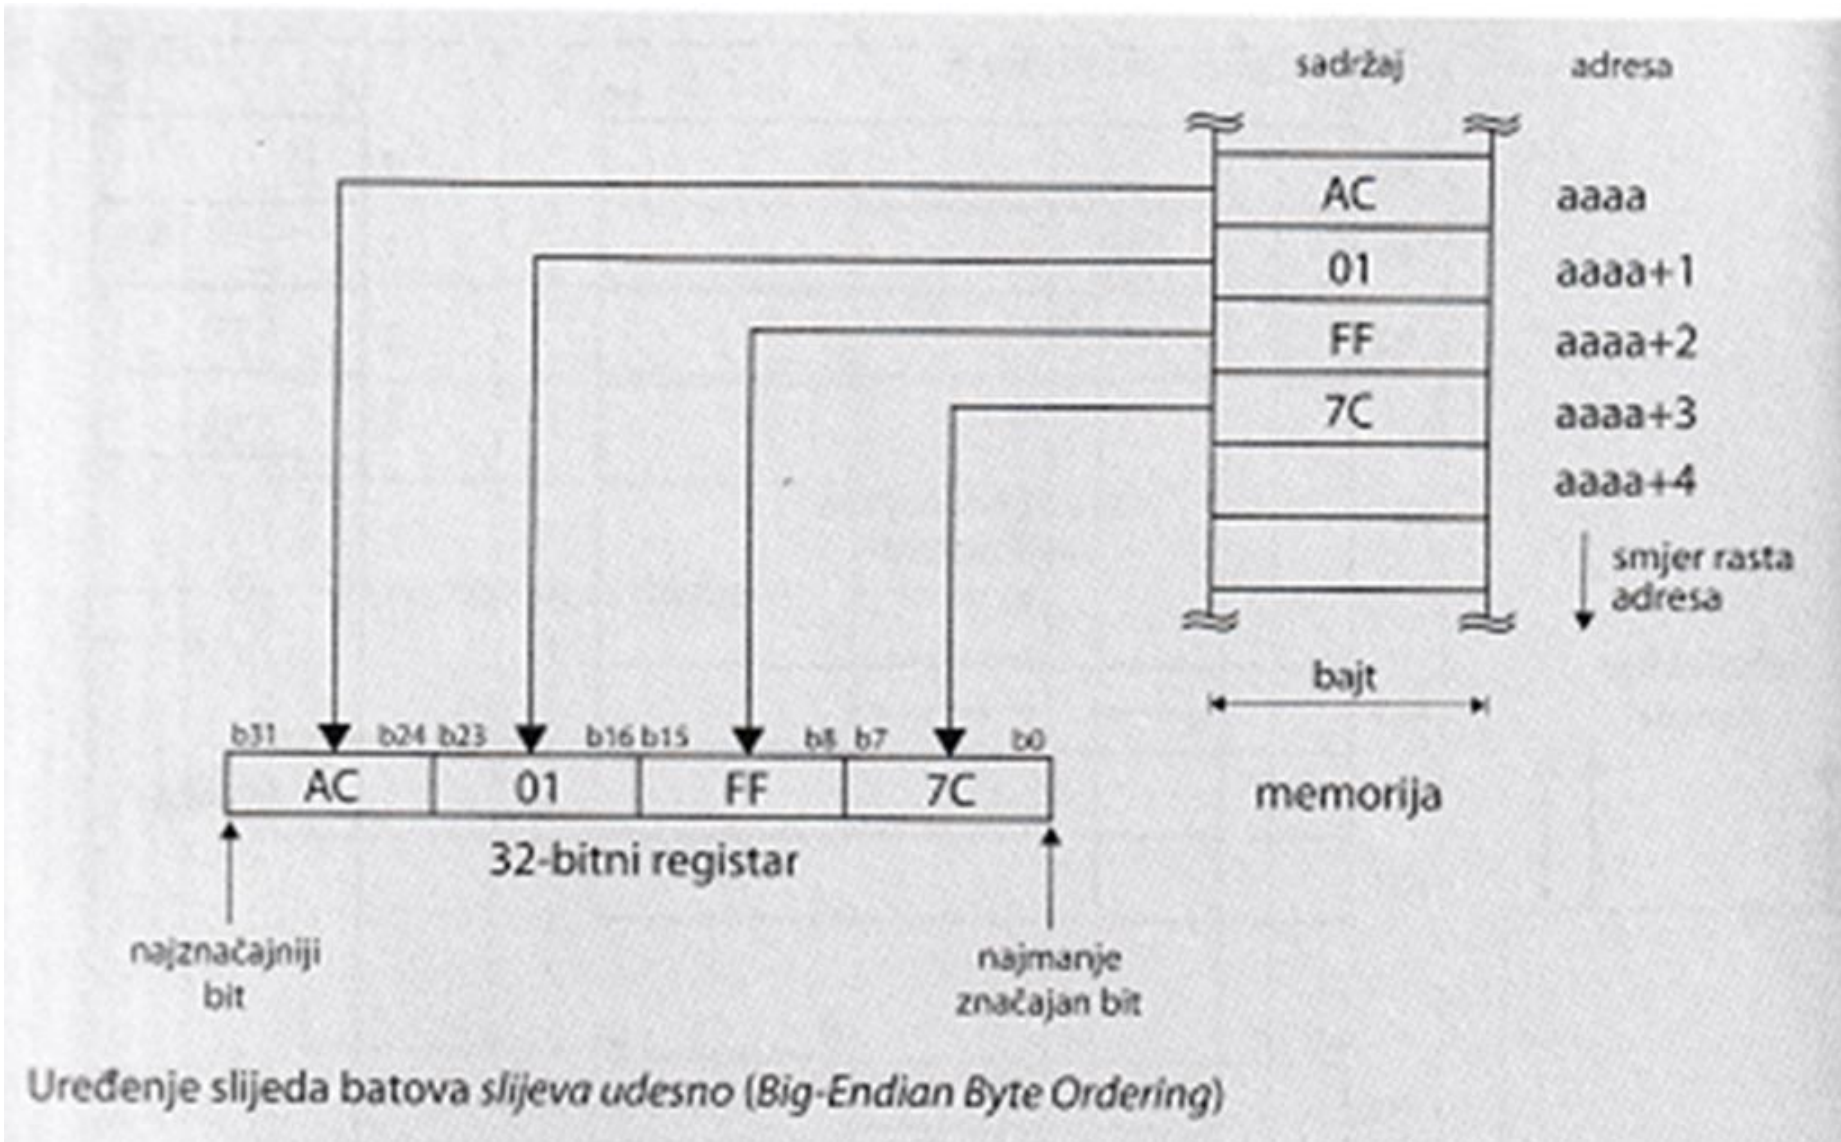 sadržaj adresa
AC aaaa
01 aaaa+1
FF aaaa+2
7C aaaa+3
aaaa+4
smjer rasta
adresa
bajt
memorija
b31 b24 b23 b16 b15 b8 b7 b0
AC 01 FF 7C
32-bitni registar
najznačajniji
bit
najmanje
značajan bit
Uređenje slijeda batova slijeva udesno (Big-Endian Byte Ordering)